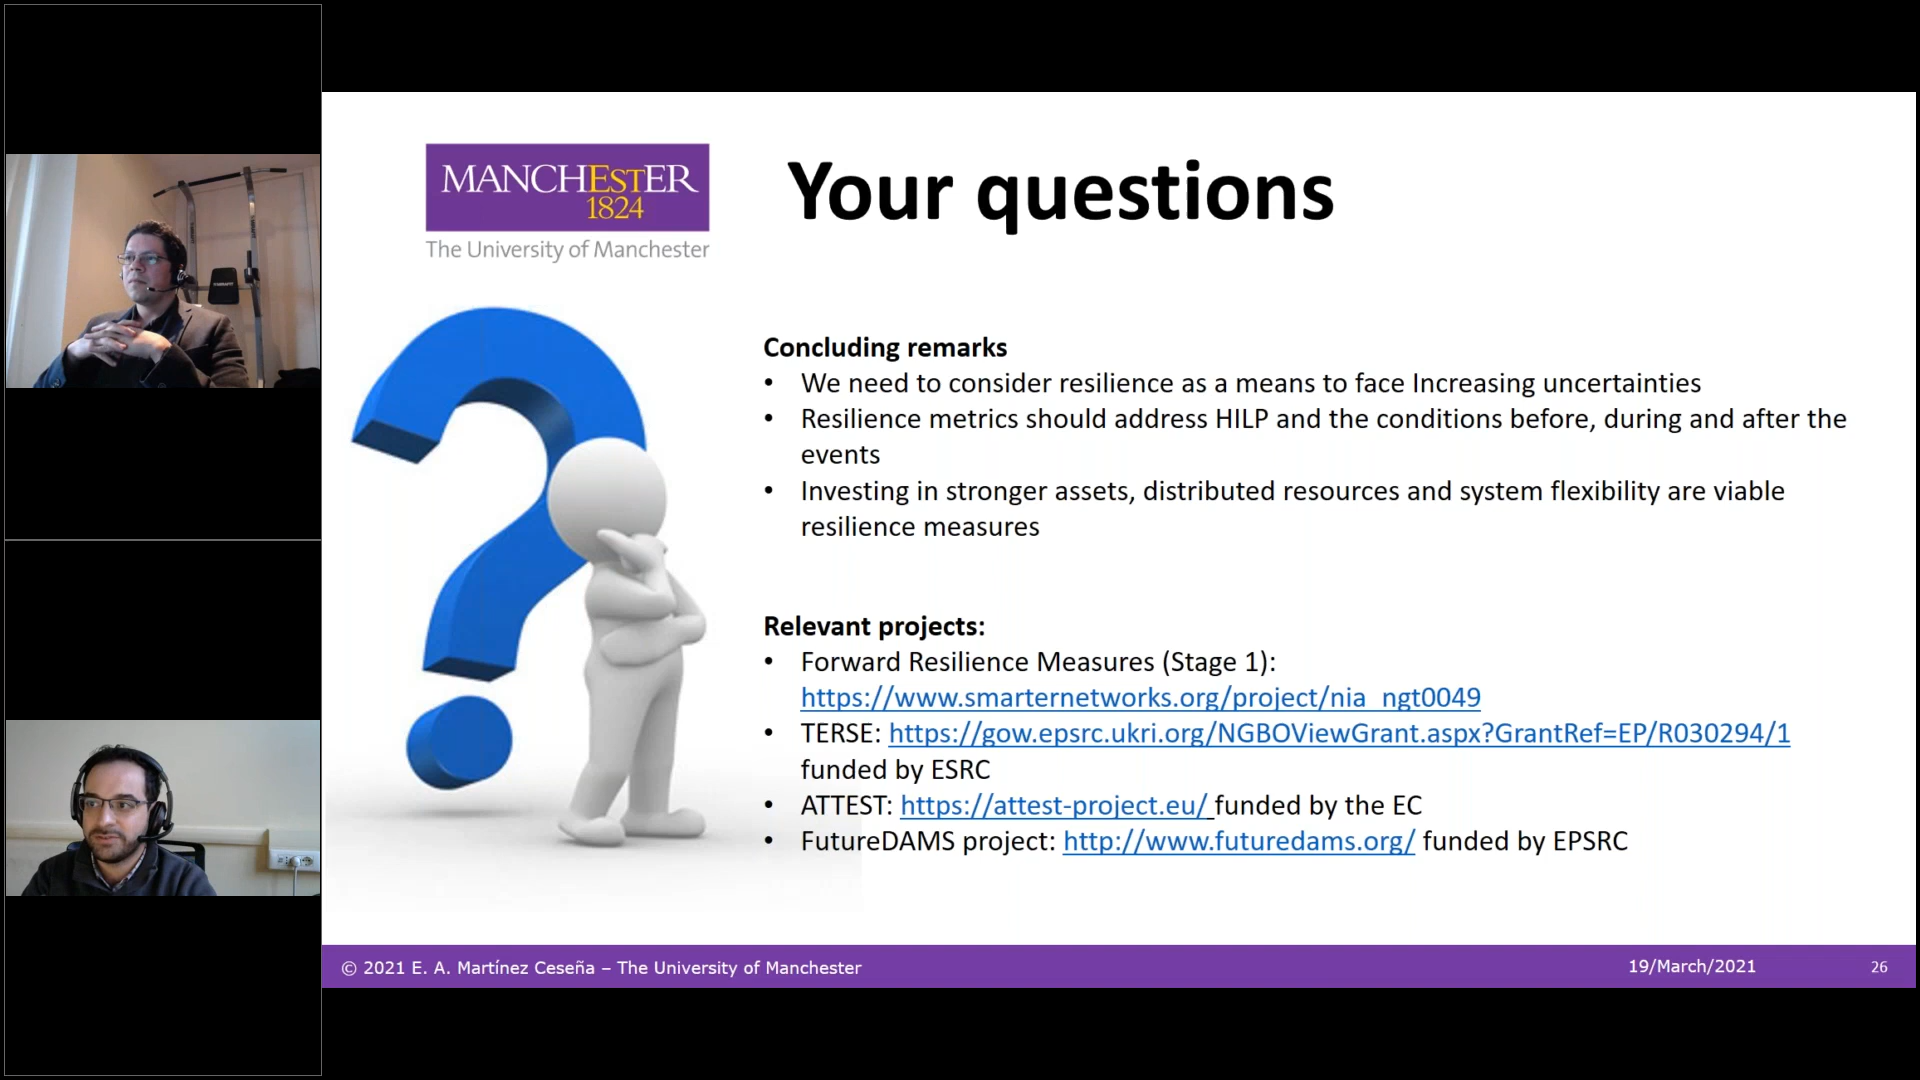 MANCHESTER
1824
The University of Manchester
Your questions
Concluding remarks
• We need to consider resilience as a means to face Increasing uncertainties
• Resilience metrics should address HILP and the conditions before, during and after the
events
• Investing in stronger assets, distributed resources and system flexibility are viable
resilience measures
Relevant projects:
• Forward Resilience Measures (Stage 1):
https://www.smarternetworks.org/project/nia_ngt0049
• TERSE: https://gow.epsrc.ukri.org/NGBOViewGrant.aspx?GrantRef=EP/R030294/1
funded by ESRC
• ATTEST: https://attest-project.eu/ funded by the EC
• FutureDAMS project: http://www.futuredams.org/ funded by EPSRC
© 2021 E. A. Martínez Ceseña – The University of Manchester
19/March/2021
26